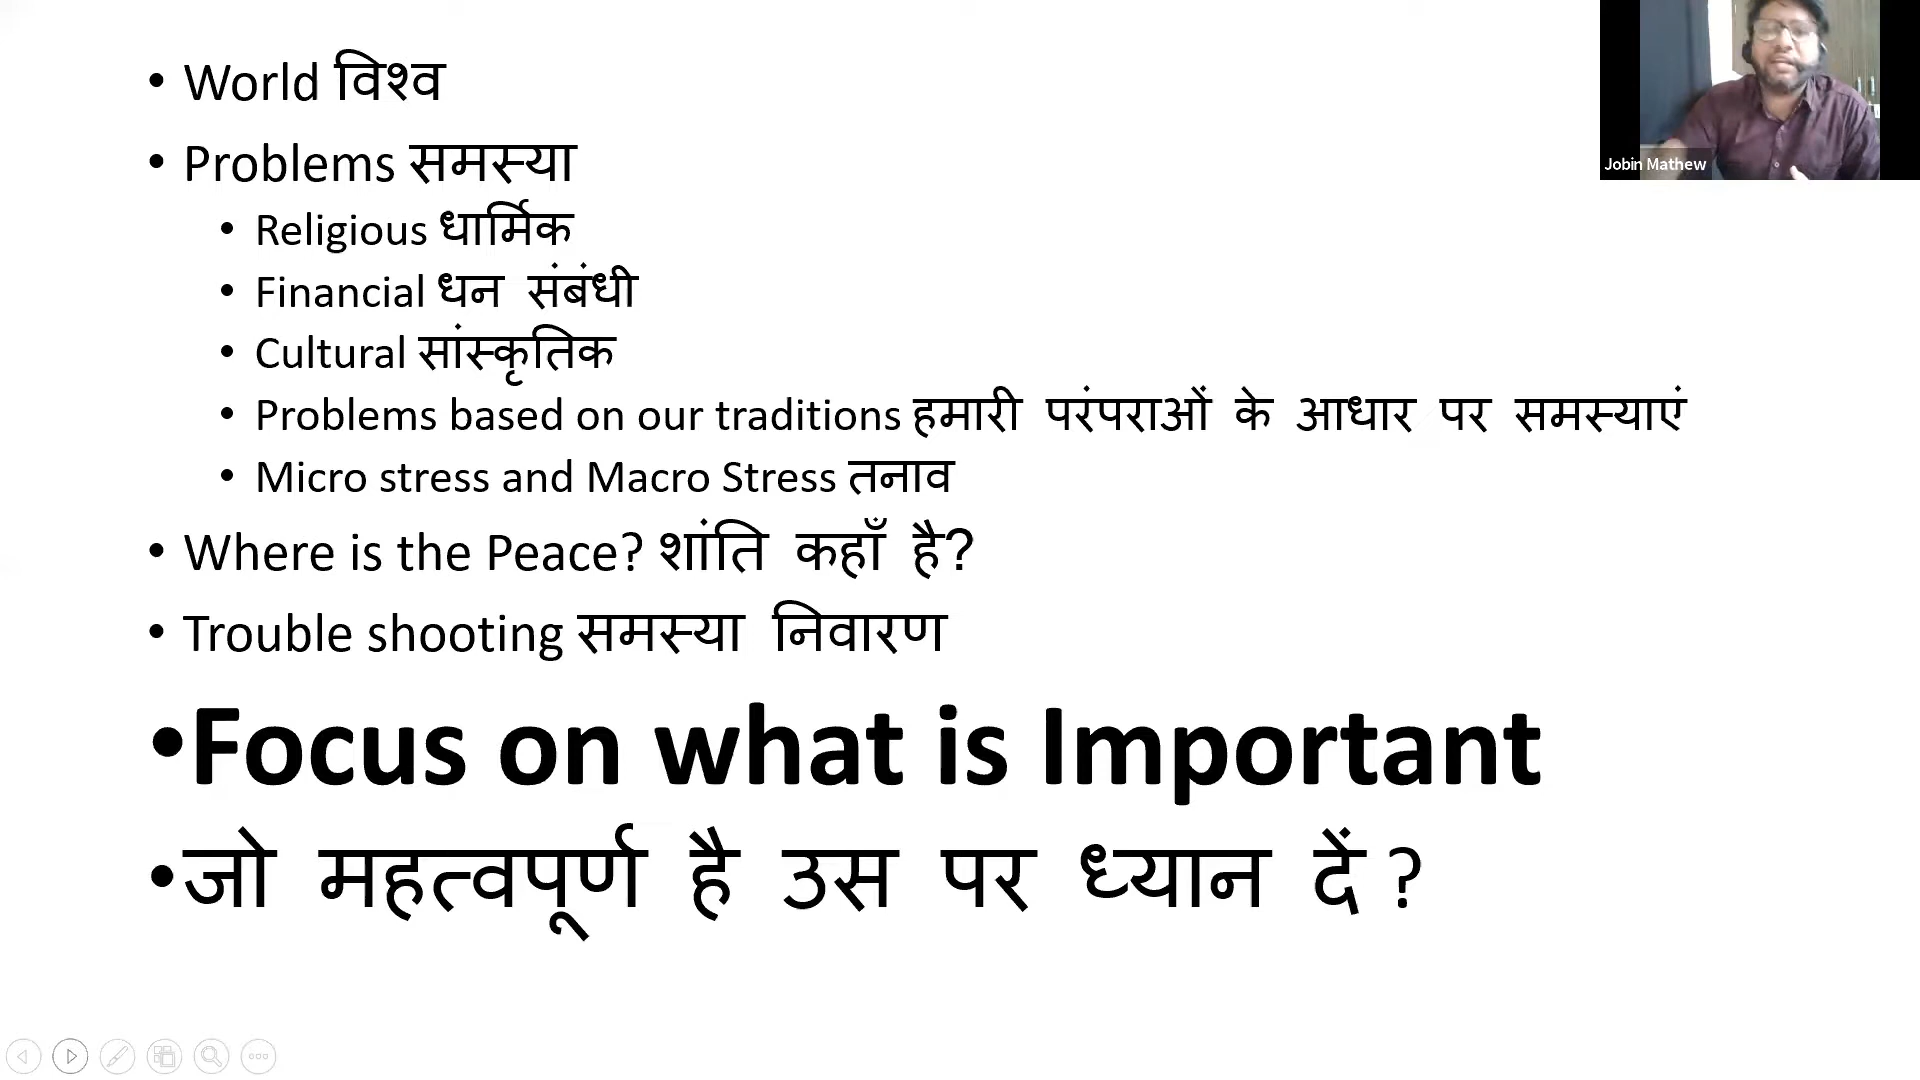 • World विश्व
• Problems समस्या
• Religious धार्मिक
• Financial धन संबंधी
• Cultural सांस्कृतिक
• Problems based on our traditions हमारी परंपराओं के आधार पर समस्याएं
• Micro stress and Macro Stress तनाव
• Where is the Peace? शांति कहाँ है?
• Trouble shooting समस्या निवारण
•Focus on what is Important
•जो महत्वपूर्ण है उस पर ध्यान दें ?
Jobin Mathew